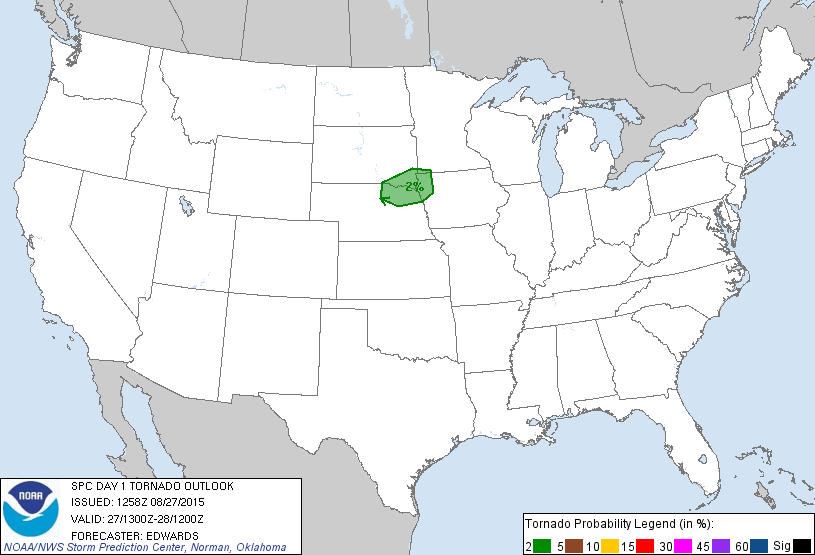 2%
NOAA
SPC DAY 1 TORNADO OUTLOOK
ISSUED: 1258Z 08/27/2015
VALID: 27/1300Z-28/1200Z
FORECASTER: EDWARDS
NOAA/NWS Storm Prediction Center, Norman, Oklahoma
Tornado Probability Legend (in %):
2 5 10 15 30 45 60 Sig